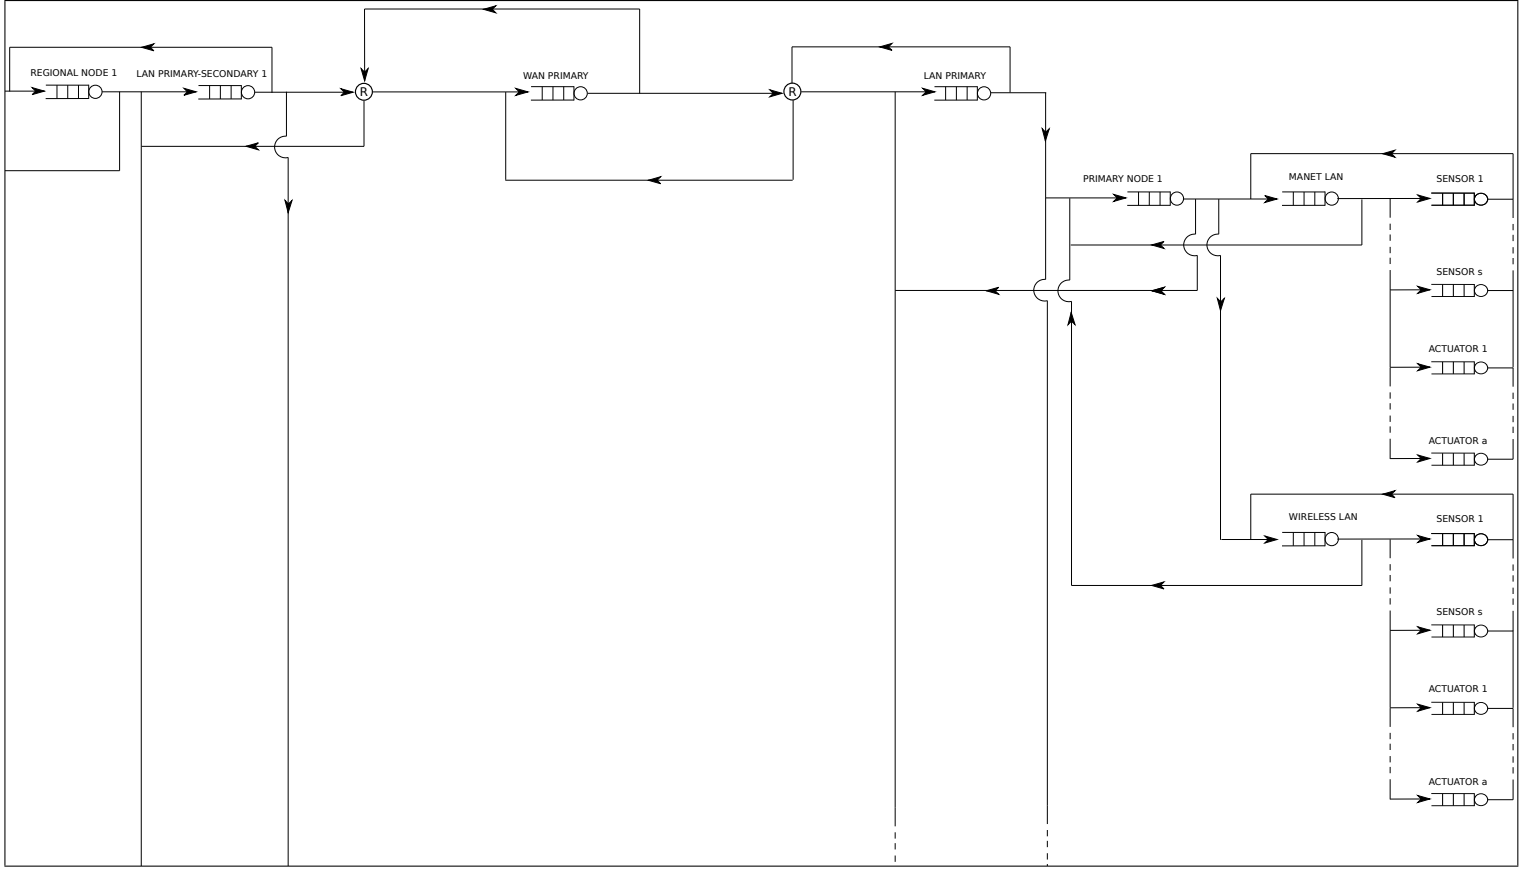 REGIONAL NODE 1
LAN PRIMARY-SECONDARY 1
R
WAN PRIMARY
R
LAN PRIMARY
PRIMARY NODE 1
MANET LAN
SENSOR 1
SENSOR s
ACTUATOR 1
ACTUATOR a
WIRELESS LAN
SENSOR 1
SENSOR s
ACTUATOR 1
ACTUATOR a